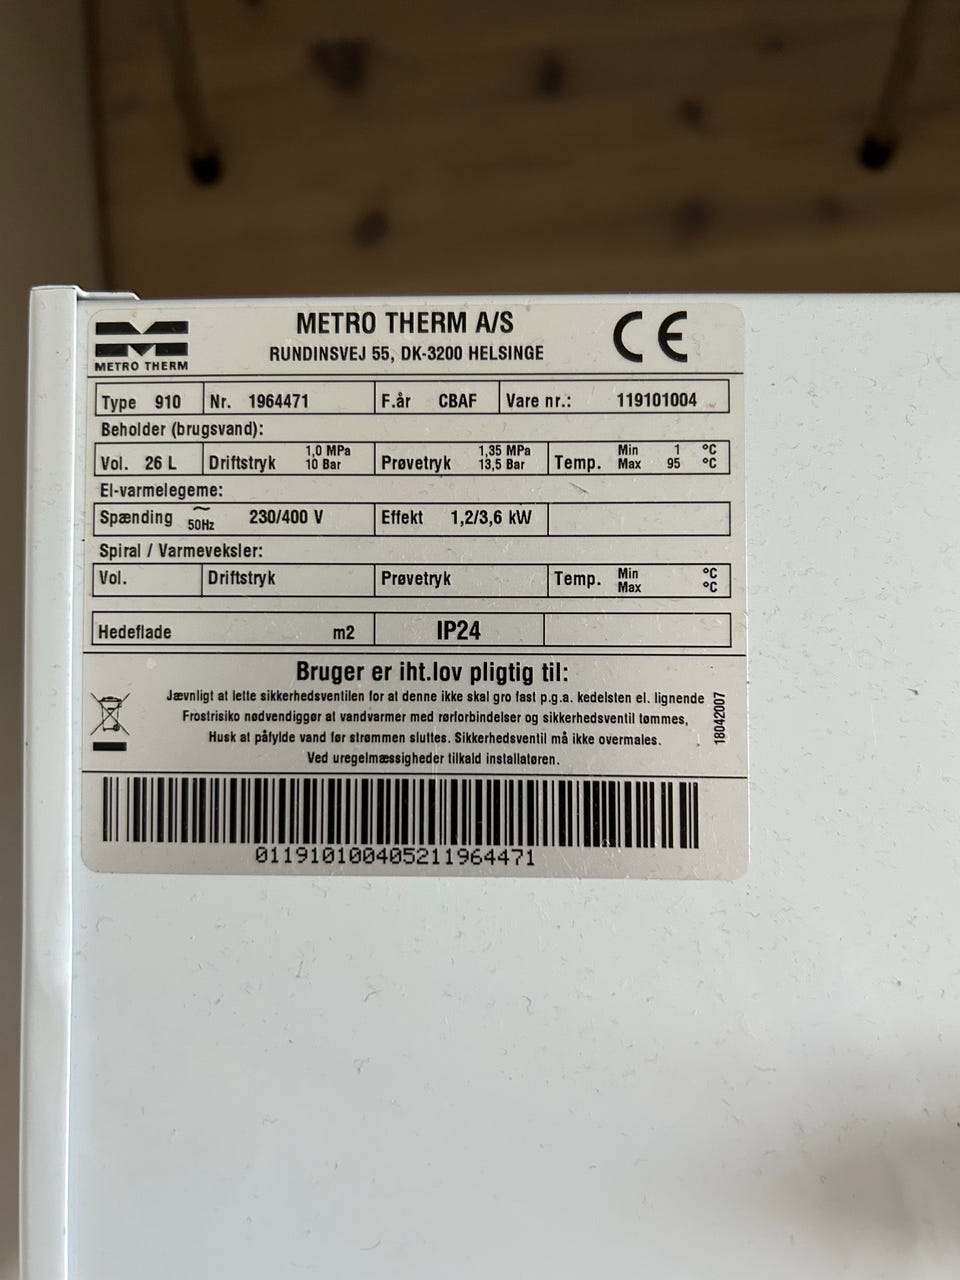 METRO THERM
METRO THERM A/S
RUNDINSVEJ 55, DK-3200 HELSINGE
CE
Type 910 Nr. 1964471 F.år CBAF Vare nr.: 119101004
Beholder (brugsvand):
Vol. 26 L Driftstryk 1,0 MPa 10 Bar Prøvetryk 1,35 MPa 13,5 Bar Temp. Min 1 °C Max 95 °C
El-varmelegeme:
Spænding ~ 50Hz 230/400 V Effekt 1,2/3,6 kW
Spiral / Varmeveksler:
Vol. Driftstryk Prøvetryk Temp. Min °C Max °C
Hedeflade m2 IP24
Bruger er iht.lov pligtig til:
Jævnligt at lette sikkerhedsventilen for at denne ikke skal gro fast p.g.a. kedelsten el. lignende
Frostrisiko nødvendiggør at vandvarmer med rørforbindelser og sikkerhedsventil tømmes,
Husk at påfylde vand før strømmen sluttes. Sikkerhedsventil må ikke overmales.
Ved uregelmæssigheder tilkald installatøren.
18042007
011910100405211964471